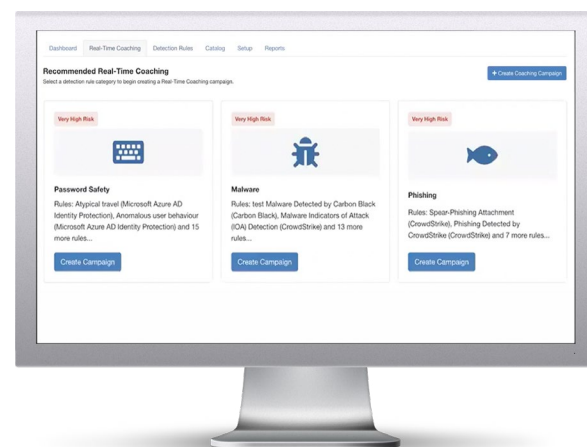 Dashboard Real-Time Coaching Detection Rules Catalog Setup Reports
Recommended Real-Time Coaching
Select a detection rule category to begin creating a Real-Time Coaching campaign.
+ Create Coaching Campaign
Very High Risk
Password Safety
Rules: Atypical travel (Microsoft Azure AD
Identity Protection), Anomalous user behaviour
(Microsoft Azure AD Identity Protection) and 15
more rules...
Create Campaign
Very High Risk
Malware
Rules: test Malware Detected by Carbon Black
(Carbon Black), Malware Indicators of Attack
(IOA) Detection (CrowdStrike) and 13 more
rules...
Create Campaign
Very High Risk
Phishing
Rules: Spear-Phishing Attachment
(CrowdStrike), Phishing Detected by
CrowdStrike (CrowdStrike) and 7 more rules...
Create Campaign